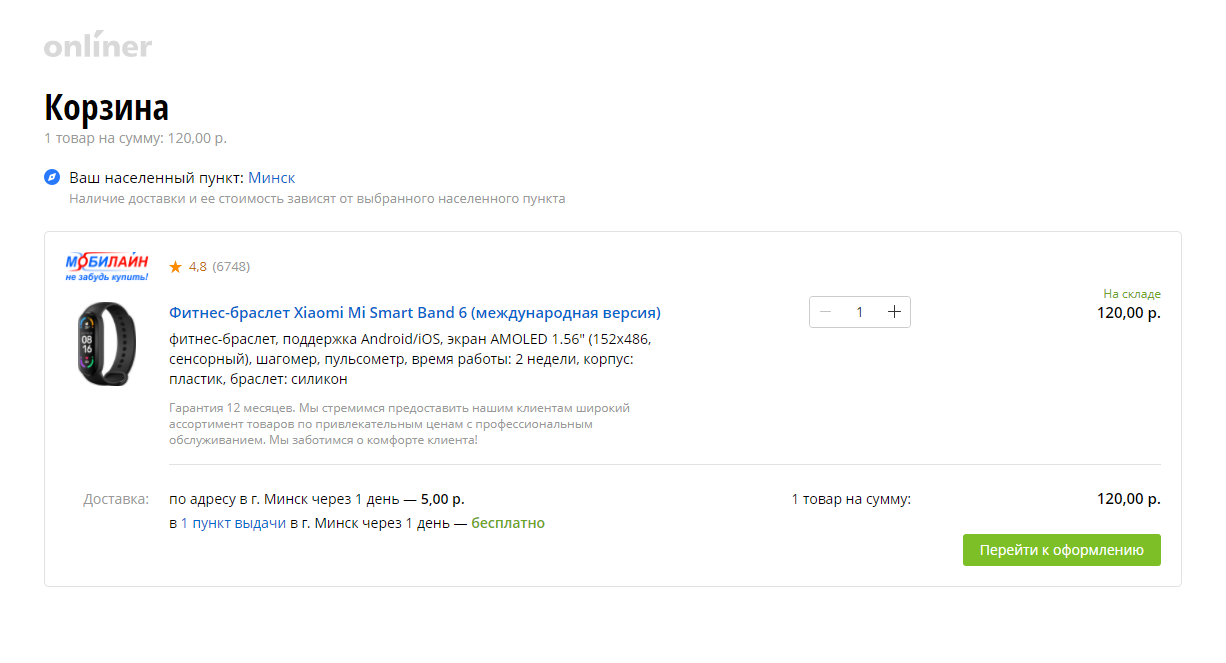 onliner
Корзина
1 товар на сумму: 120,00 р.
Ваш населенный пункт: Минск
Наличие доставки и ее стоимость зависят от выбранного населенного пункта
МОБИЛАЙН
не забудь купить!
4,8 (6748)
На складе
Фитнес-браслет Xiaomi Mi Smart Band 6 (международная версия)
1
120,00 р.
фитнес-браслет, поддержка Android/iOS, экран AMOLED 1.56" (152x486,
сенсорный), шагомер, пульсометр, время работы: 2 недели, корпус:
пластик, браслет: силикон
08
16
Гарантия 12 месяцев. Мы стремимся предоставить нашим клиентам широкий
ассортимент товаров по привлекательным ценам с профессиональным
обслуживанием. Мы заботимся о комфорте клиента!
Доставка: по адресу в г. Минск через 1 день — 5,00 р.
1 товар на сумму: 120,00 р.
в 1 пункт выдачи в г. Минск через 1 день — бесплатно
Перейти к оформлению